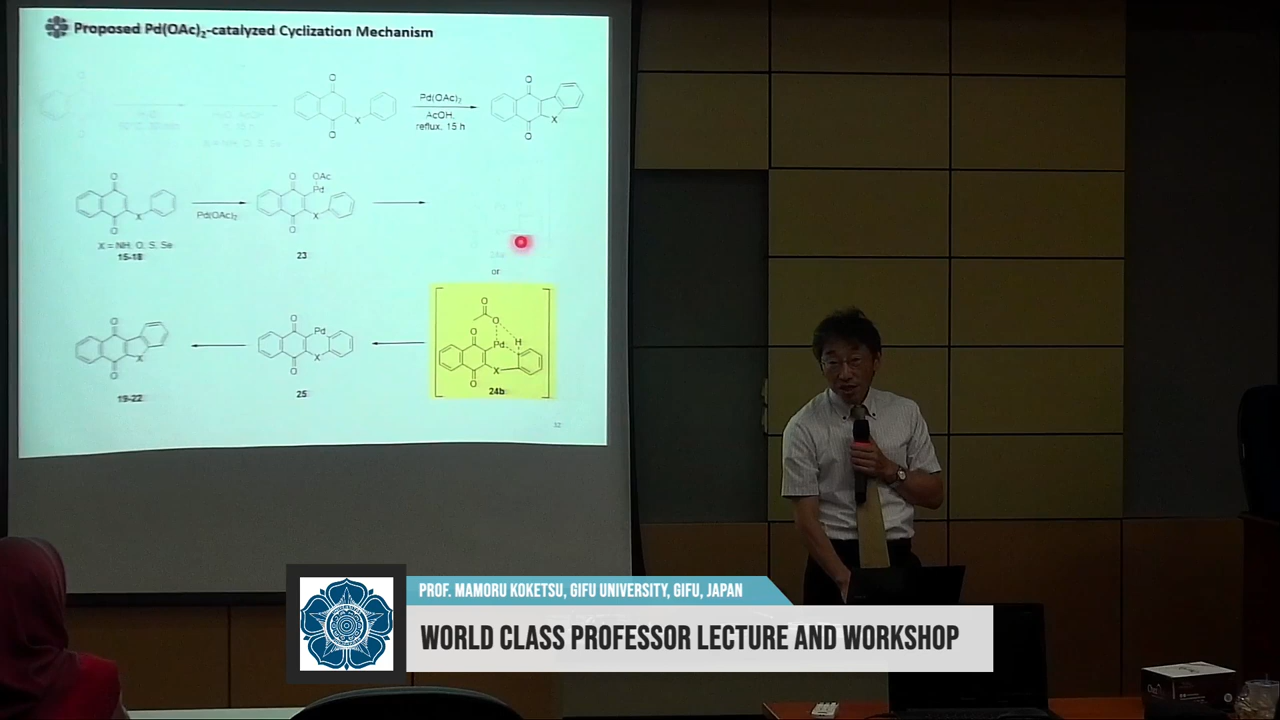 Proposed Pd(OAc)₂-catalyzed Cyclization Mechanism
O
O
X
Pd(OAc)₂
AcOH,
reflux, 15 h
O
O
X
O
O
X
X = NH, O, S, Se
15-18
Pd(OAc)₂
O
OAc
Pd
X
O
23
or
O
O
O
H
Pd
X
O
24b
O
Pd
X
O
25
O
X
O
19-22
32
PROF. MAMORU KOKETSU, GIFU UNIVERSITY, GIFU, JAPAN
WORLD CLASS PROFESSOR LECTURE AND WORKSHOP